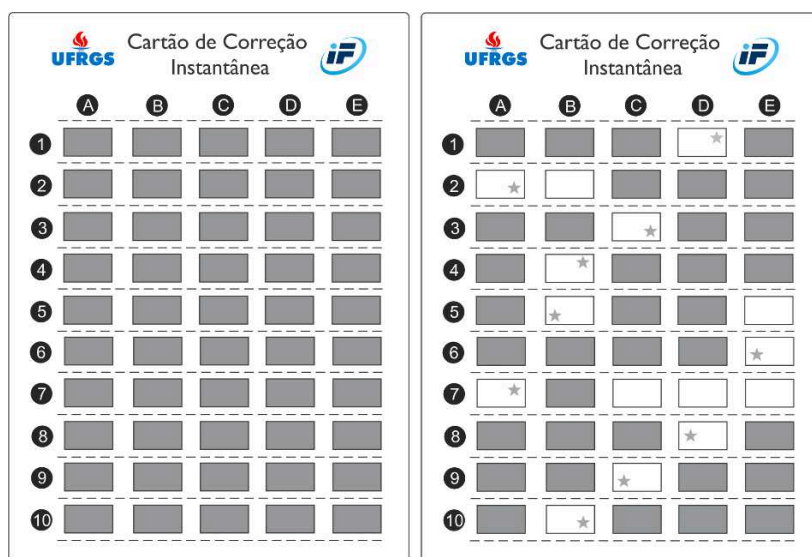 UFRGS
Cartão de Correção
Instantânea
iF
A B C D E
1
2
3
4
5
6
7
8
9
10
UFRGS
Cartão de Correção
Instantânea
iF
A B C D E
1
2
3
4
5
6
7
8
9
10